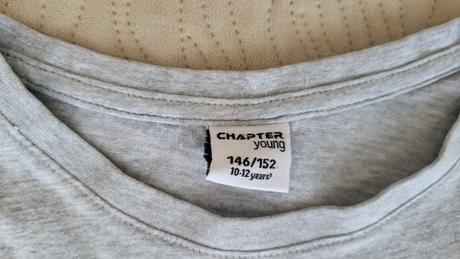 CHAPTER
young
146/152
10-12 years